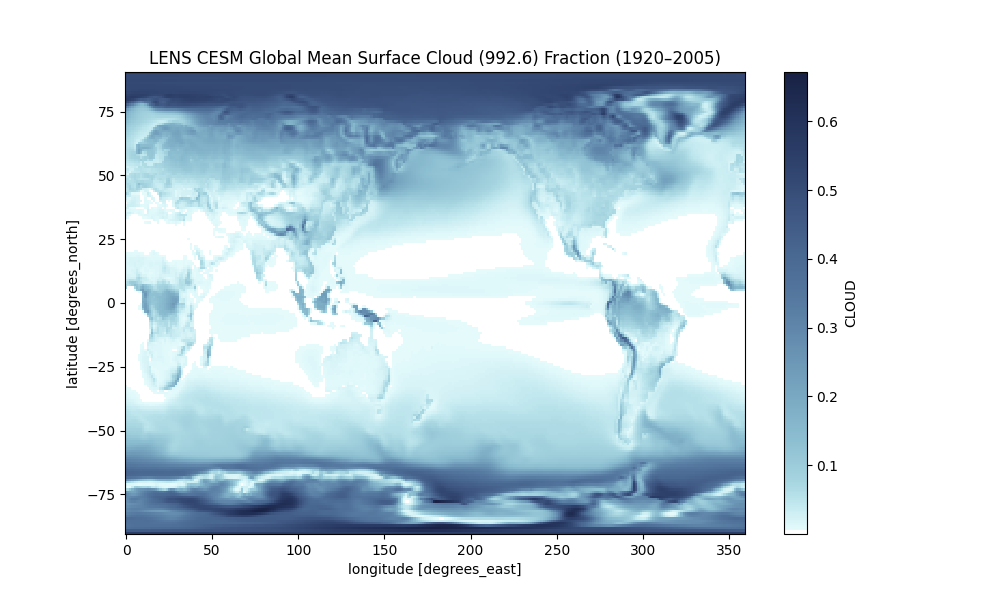 LENS CESM Global Mean Surface Cloud (992.6) Fraction (1920–2005)
75
50
25
0
−25
−50
−75
latitude [degrees_north]
0 50 100 150 200 250 300 350
longitude [degrees_east]
0.6
0.5
0.4
0.3
0.2
0.1
CLOUD